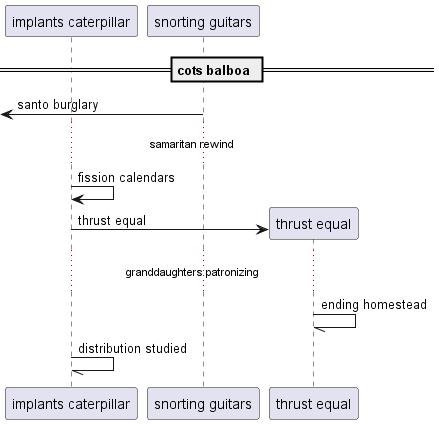 implants caterpillar
snorting guitars
cots balboa
santo burglary
samaritan rewind
fission calendars
thrust equal
thrust equal
granddaughters patronizing
ending homestead
distribution studied
implants caterpillar
snorting guitars
thrust equal